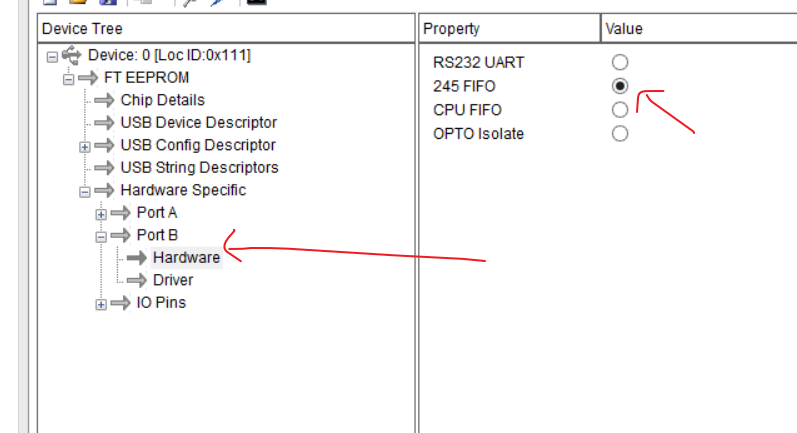 Device Tree
Property
Value
Device: 0 [Loc ID:0x111]
FT EEPROM
Chip Details
USB Device Descriptor
USB Config Descriptor
USB String Descriptors
Hardware Specific
Port A
Port B
Hardware
Driver
IO Pins
RS232 UART
245 FIFO
CPU FIFO
OPTO Isolate